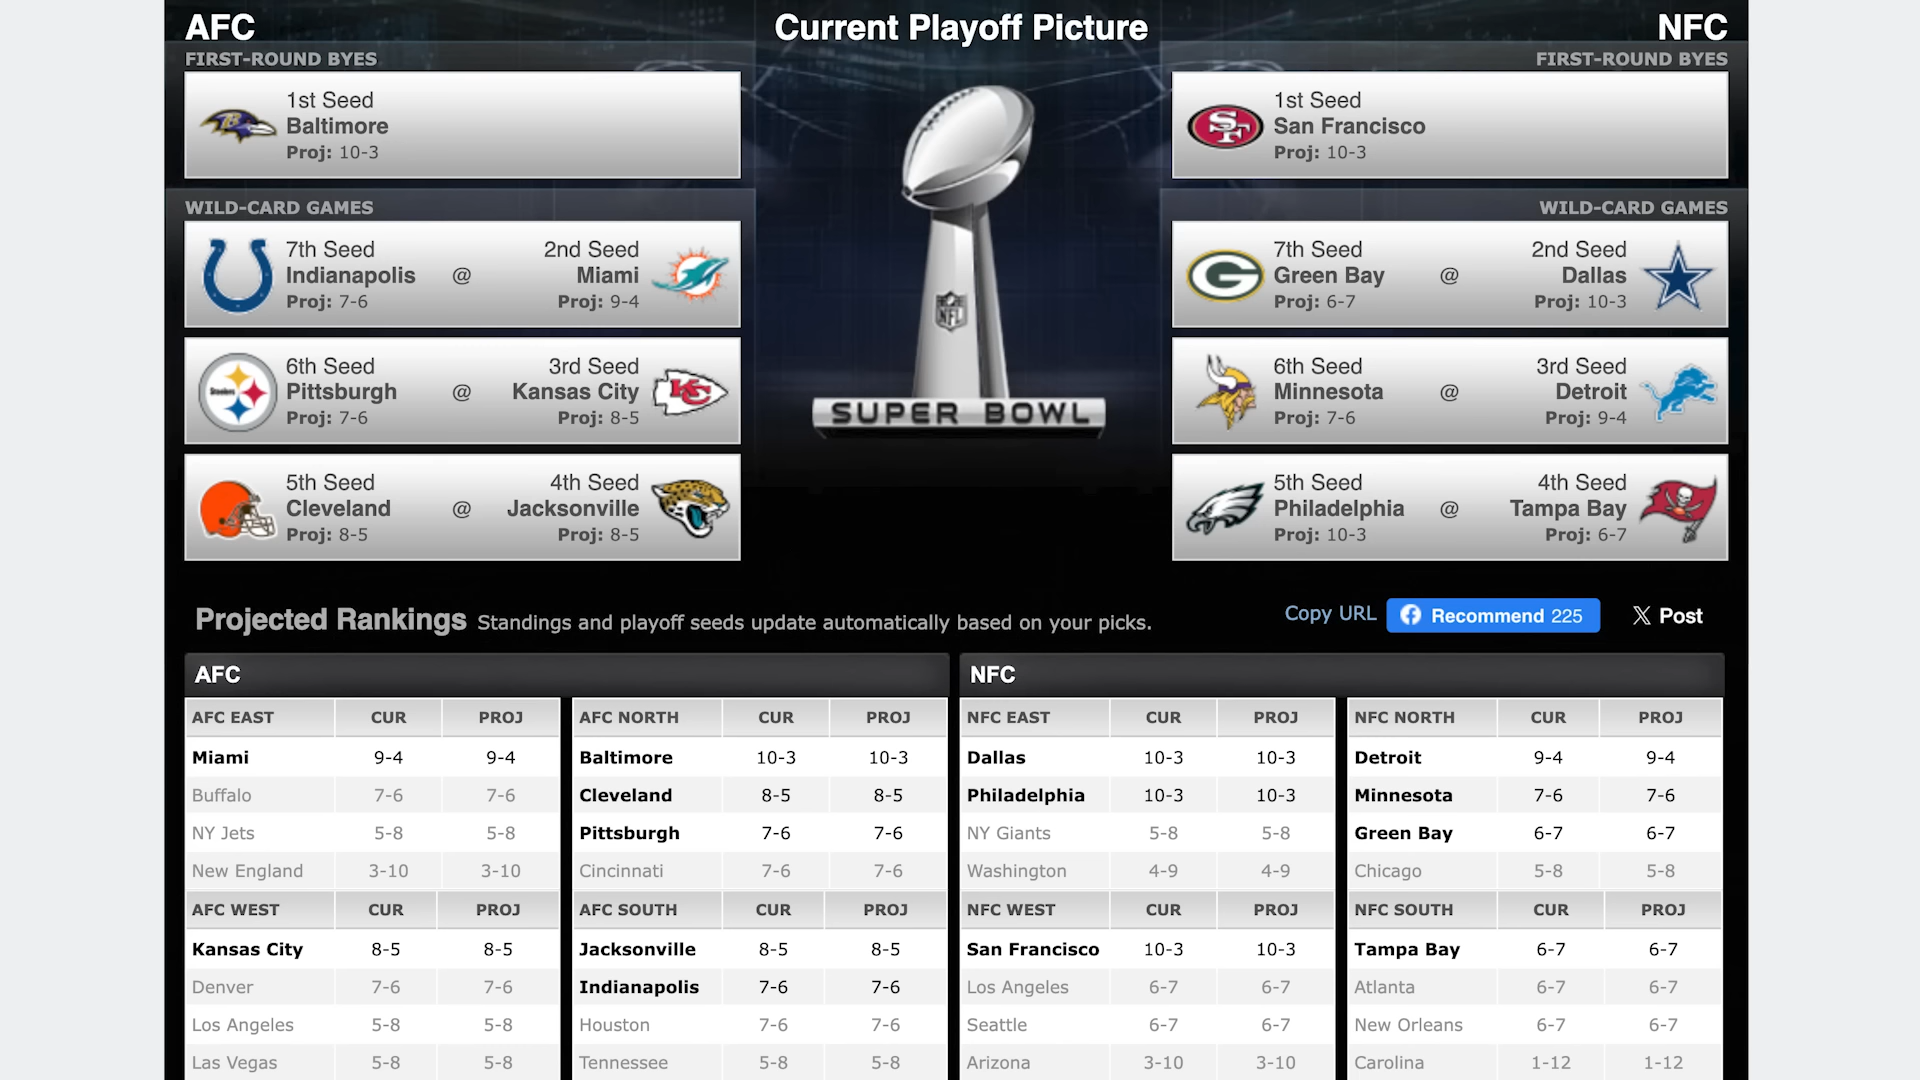 AFC
Current Playoff Picture
NFC
FIRST-ROUND BYES
1st Seed
Baltimore
Proj: 10-3
FIRST-ROUND BYES
SF
1st Seed
San Francisco
Proj: 10-3
WILD-CARD GAMES
7th Seed
Indianapolis
Proj: 7-6
@
2nd Seed
Miami
Proj: 9-4
Steelers
6th Seed
Pittsburgh
Proj: 7-6
@
3rd Seed
Kansas City
Proj: 8-5
KC
5th Seed
Cleveland
Proj: 8-5
@
4th Seed
Jacksonville
Proj: 8-5
NFL
SUPER BOWL
WILD-CARD GAMES
G
7th Seed
Green Bay
Proj: 6-7
@
2nd Seed
Dallas
Proj: 10-3
6th Seed
Minnesota
Proj: 7-6
@
3rd Seed
Detroit
Proj: 9-4
5th Seed
Philadelphia
Proj: 10-3
@
4th Seed
Tampa Bay
Proj: 6-7
Projected Rankings Standings and playoff seeds update automatically based on your picks.
Copy URL
Recommend 225
X Post
AFC
AFC EAST CUR PROJ
Miami 9-4 9-4
Buffalo 7-6 7-6
NY Jets 5-8 5-8
New England 3-10 3-10
AFC WEST CUR PROJ
Kansas City 8-5 8-5
Denver 7-6 7-6
Los Angeles 5-8 5-8
Las Vegas 5-8 5-8
AFC NORTH CUR PROJ
Baltimore 10-3 10-3
Cleveland 8-5 8-5
Pittsburgh 7-6 7-6
Cincinnati 7-6 7-6
AFC SOUTH CUR PROJ
Jacksonville 8-5 8-5
Indianapolis 7-6 7-6
Houston 7-6 7-6
Tennessee 5-8 5-8
NFC
NFC EAST CUR PROJ
Dallas 10-3 10-3
Philadelphia 10-3 10-3
NY Giants 5-8 5-8
Washington 4-9 4-9
NFC WEST CUR PROJ
San Francisco 10-3 10-3
Los Angeles 6-7 6-7
Seattle 6-7 6-7
Arizona 3-10 3-10
NFC NORTH CUR PROJ
Detroit 9-4 9-4
Minnesota 7-6 7-6
Green Bay 6-7 6-7
Chicago 5-8 5-8
NFC SOUTH CUR PROJ
Tampa Bay 6-7 6-7
Atlanta 6-7 6-7
New Orleans 6-7 6-7
Carolina 1-12 1-12